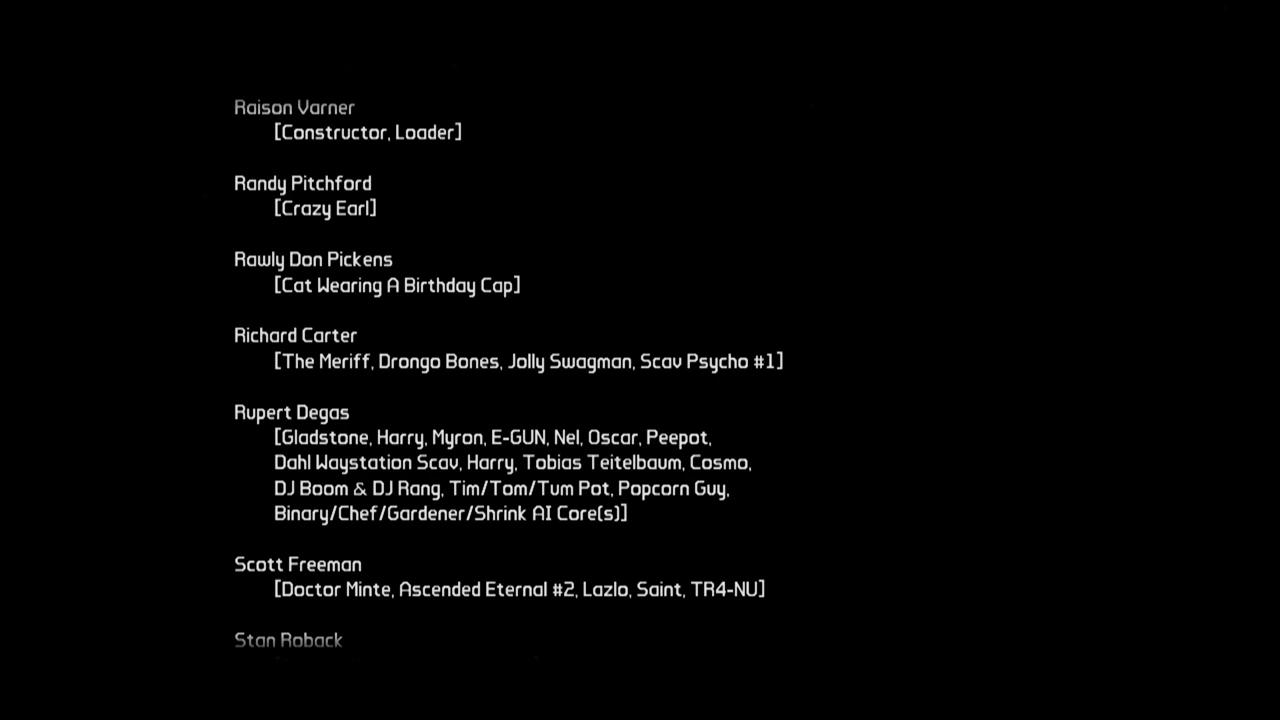 Raison Varner
[Constructor, Loader]
Randy Pitchford
[Crazy Earl]
Rawly Don Pickens
[Cat Wearing A Birthday Cap]
Richard Carter
[The Meriff, Drongo Bones, Jolly Swagman, Scav Psycho #1]
Rupert Degas
[Gladstone, Harry, Myron, E-GUN, Nel, Oscar, Peepot,
Dahl Waystation Scav, Harry, Tobias Teitelbaum, Cosmo,
DJ Boom & DJ Rang, Tim/Tom/Tum Pot, Popcorn Guy,
Binary/Chef/Gardener/Shrink AI Core(s)]
Scott Freeman
[Doctor Minte, Ascended Eternal #2, Lazlo, Saint, TR4-NU]
Stan Roback